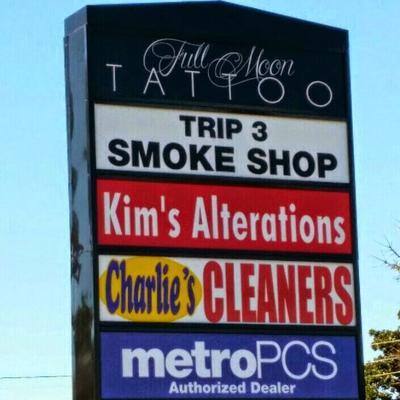 Full Moon
TATTOO
TRIP 3
SMOKE SHOP
Kim's Alterations
Charlie's CLEANERS
metroPCS
Authorized Dealer